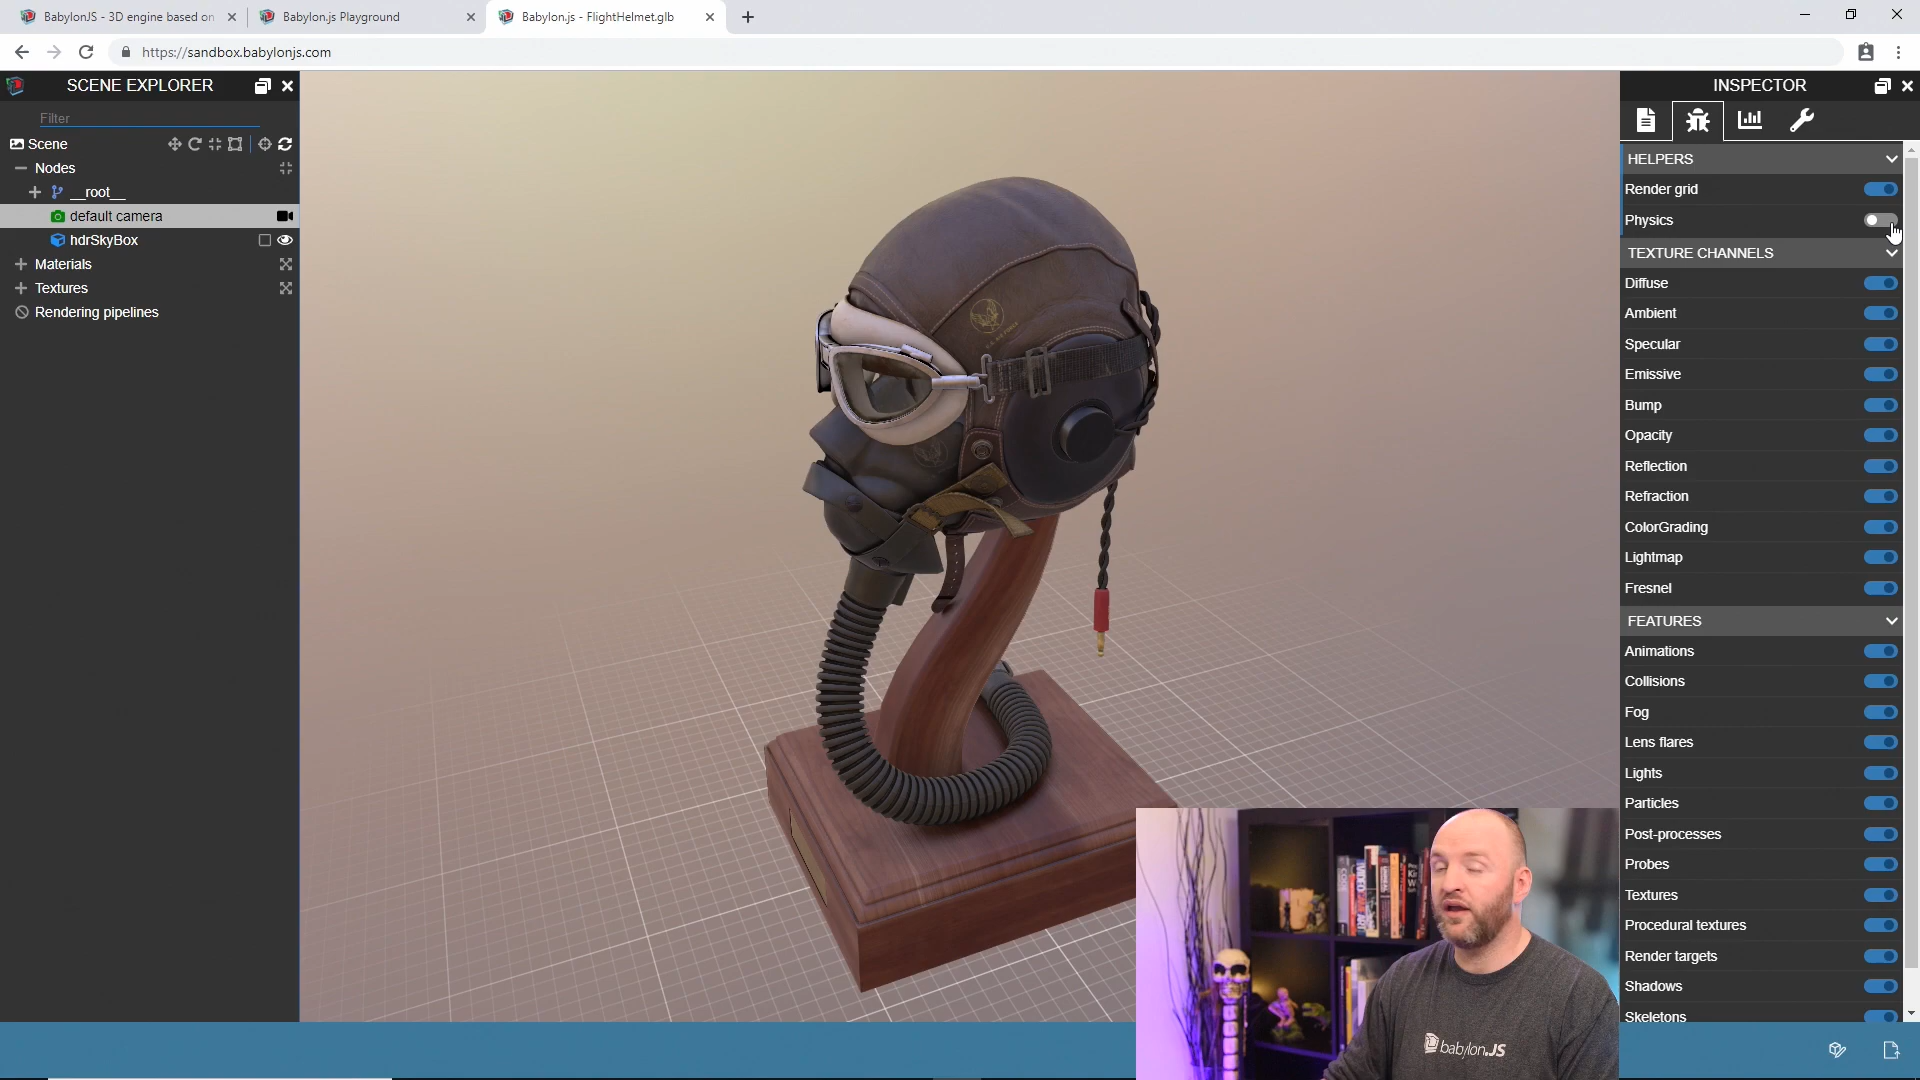 BabylonJS - 3D engine based on
Babylon.js Playground
Babylon.js - FlightHelmet.glb
https://sandbox.babylonjs.com
SCENE EXPLORER
Filter
Scene
Nodes
__root__
default camera
hdrSkyBox
Materials
Textures
Rendering pipelines
INSPECTOR
HELPERS
Render grid
Physics
TEXTURE CHANNELS
Diffuse
Ambient
Specular
Emissive
Bump
Opacity
Reflection
Refraction
ColorGrading
Lightmap
Fresnel
FEATURES
Animations
Collisions
Fog
Lens flares
Lights
Particles
Post-processes
Probes
Textures
Procedural textures
Render targets
Shadows
Skeletons
babylon.JS